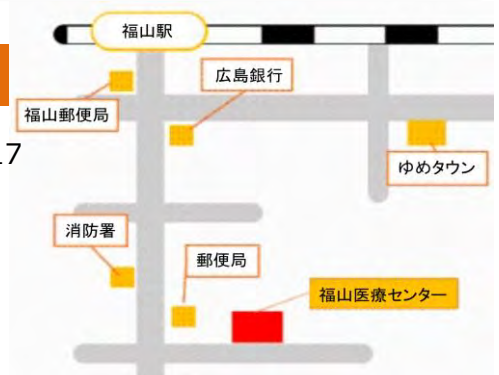 福山駅
広島銀行
福山郵便局
.7
ゆめタウン
消防署
郵便局
福山医療センター